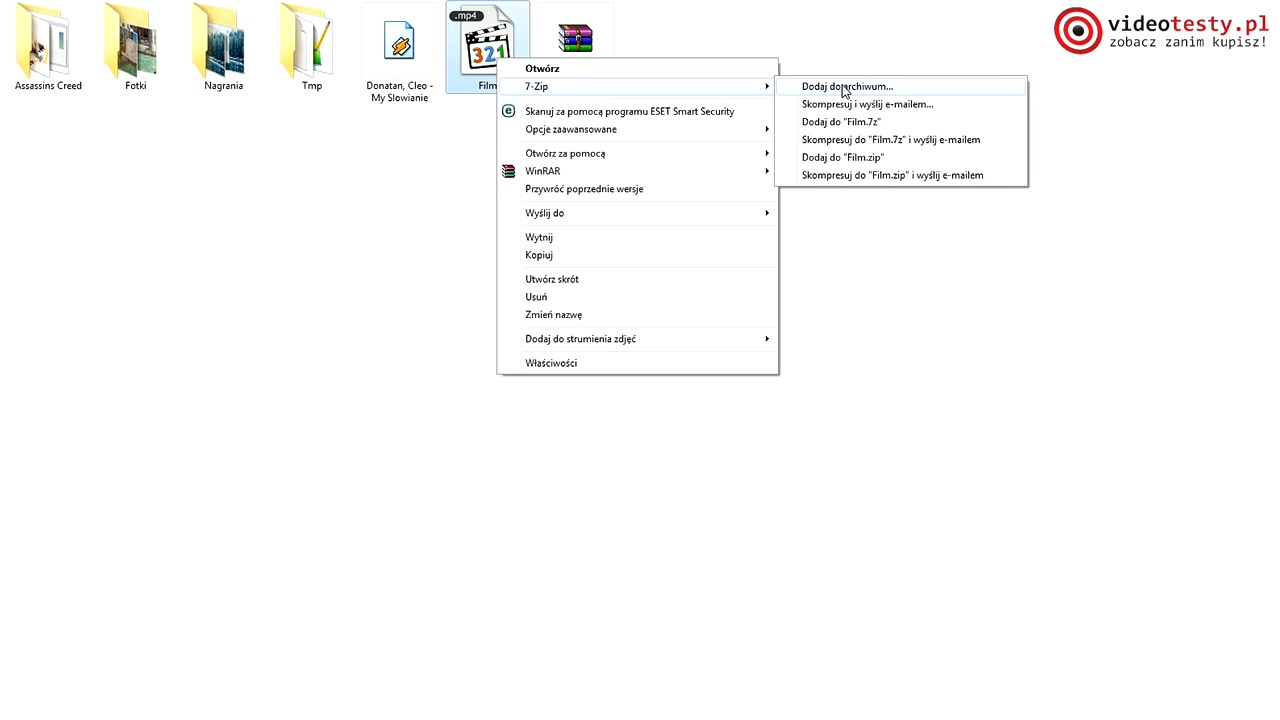 videotesty.pl
zobacz zanim kupisz!
Assassins Creed
Fotki
Nagrania
Tmp
Donatan, Cleo -
My Slowianie
.mp4
321
Film
Otwórz
7-Zip
Skanuj za pomocą programu ESET Smart Security
Opcje zaawansowane
Otwórz za pomocą
WinRAR
Przywróć poprzednie wersje
Wyślij do
Wytnij
Kopiuj
Utwórz skrót
Usuń
Zmień nazwę
Dodaj do strumienia zdjęć
Właściwości
Dodaj do archiwum...
Skompresuj i wyślij e-mailem...
Dodaj do "Film.7z"
Skompresuj do "Film.7z" i wyślij e-mailem
Dodaj do "Film.zip"
Skompresuj do "Film.zip" i wyślij e-mailem